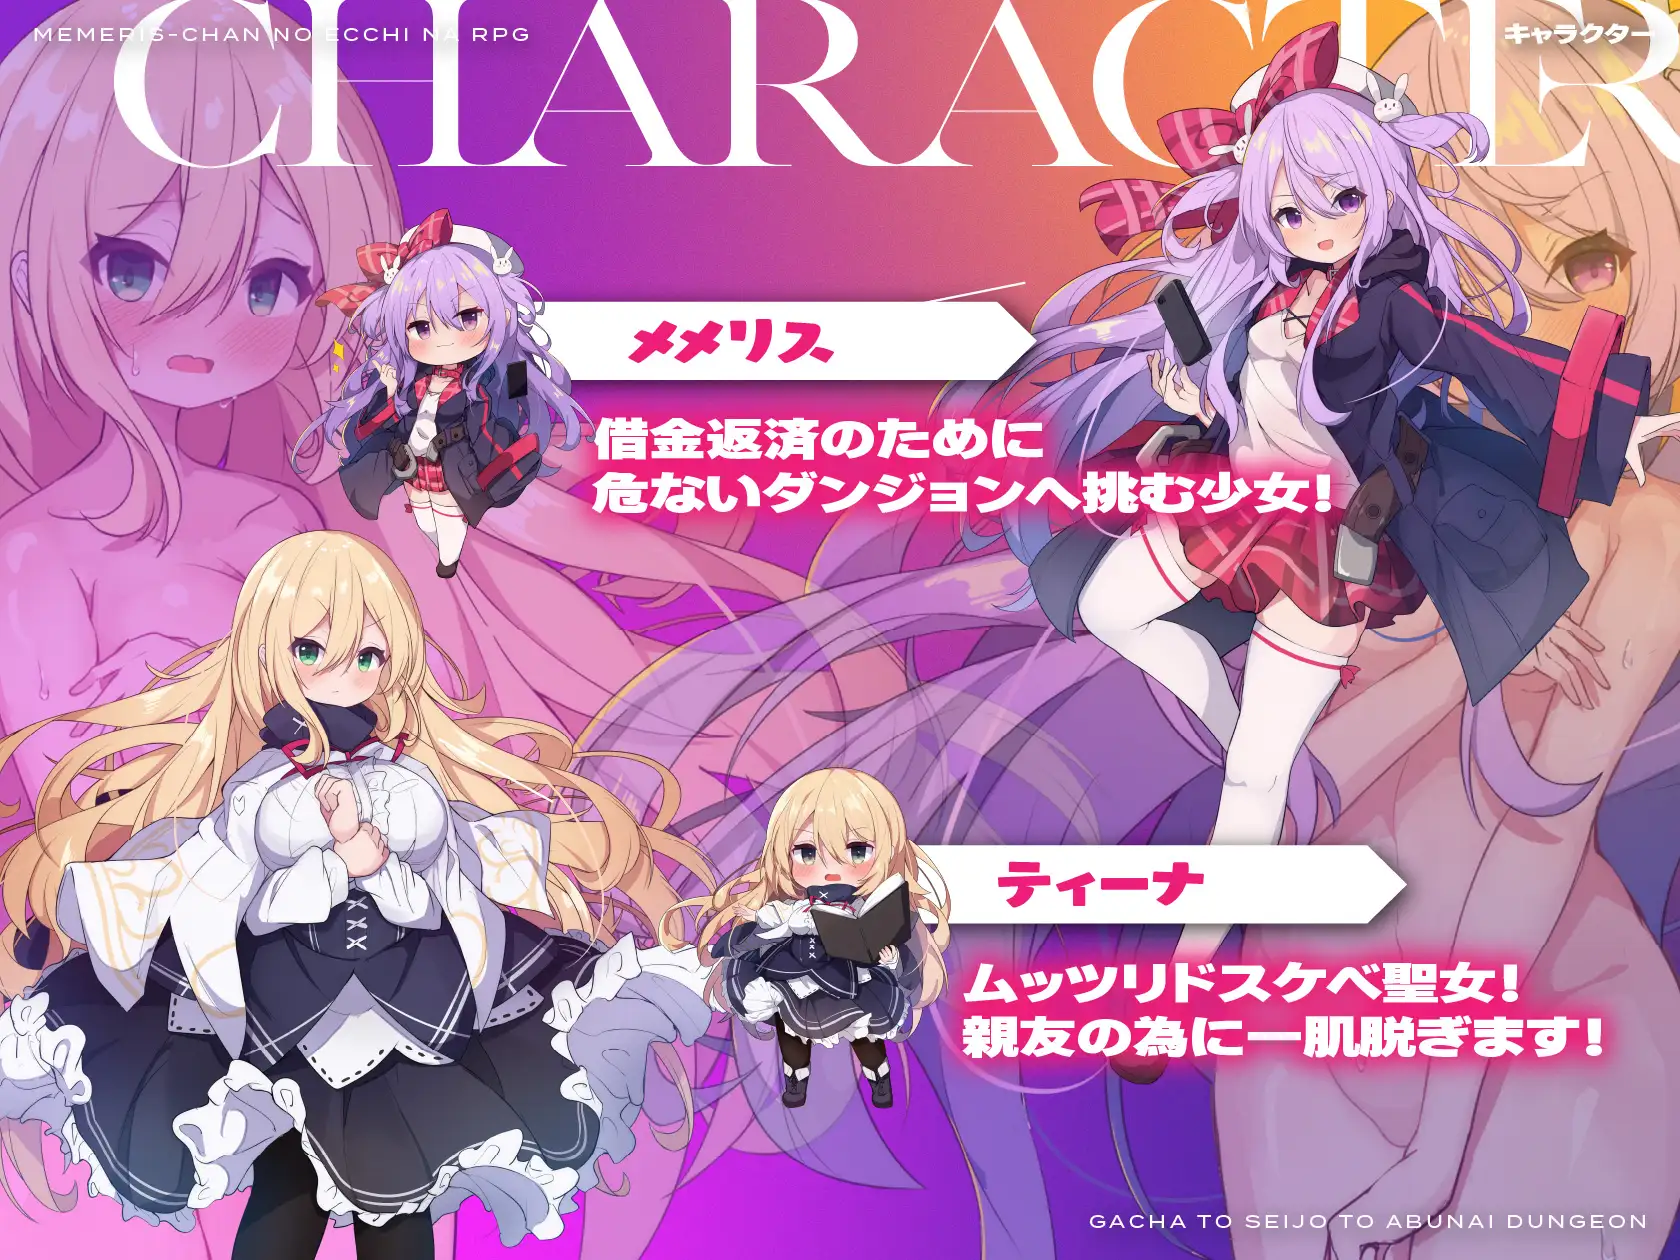 MEMERIS-CHAN NO ECCHI NA RPG
CHARACTER
キャラクター
メメリス
借金返済のために
危ないダンジョンへ挑む少女!
ティーナ
ムッツリドスケベ聖女!
親友の為に一肌脱ぎます!
GACHA TO SEIJO TO ABUNAI DUNGEON